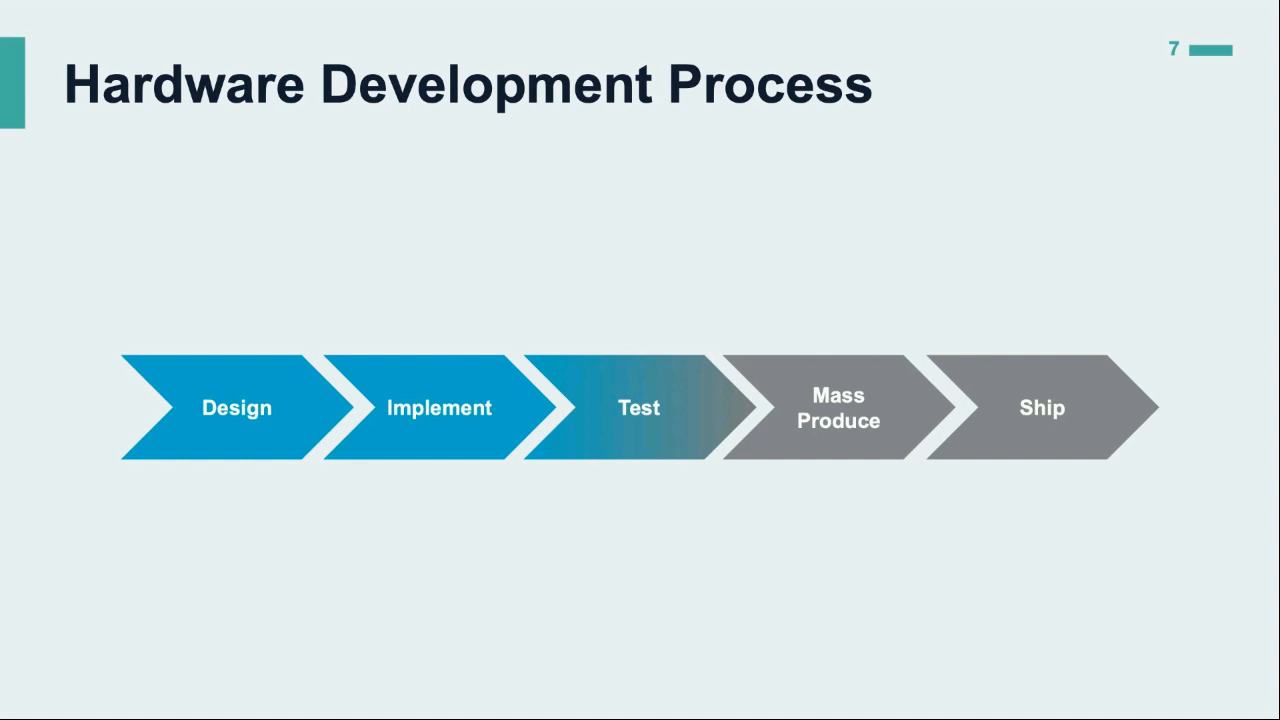 7
Hardware Development Process
Design
Implement
Test
Mass
Produce
Ship